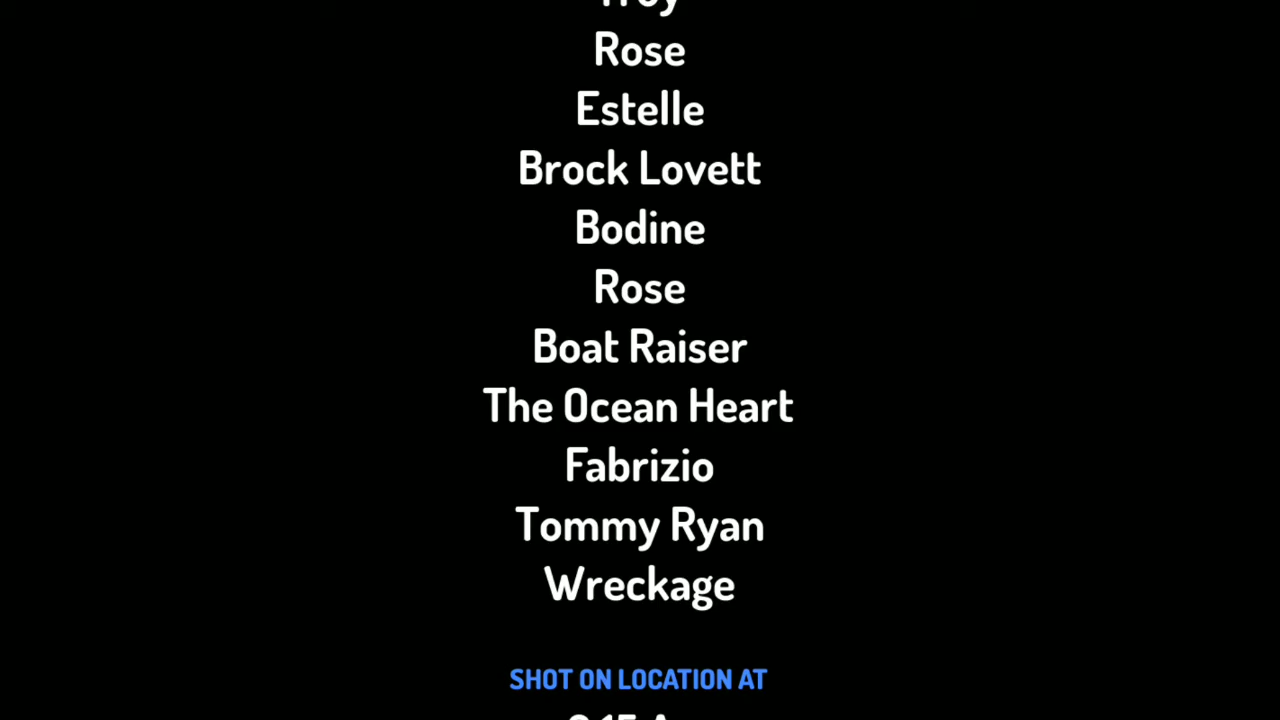 Rose
Estelle
Brock Lovett
Bodine
Rose
Boat Raiser
The Ocean Heart
Fabrizio
Tommy Ryan
Wreckage
SHOT ON LOCATION AT